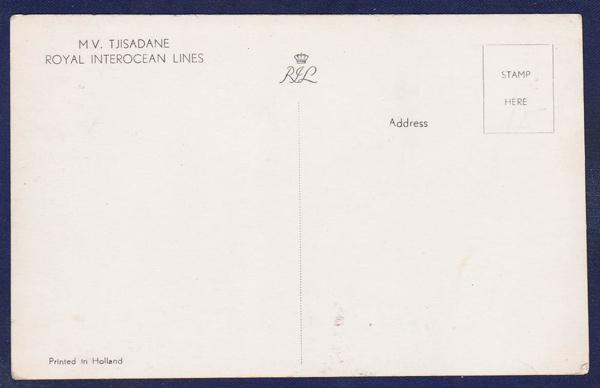 M.V. TJISADANE
ROYAL INTEROCEAN LINES
RIL
STAMP
HERE
Address
Printed in Holland